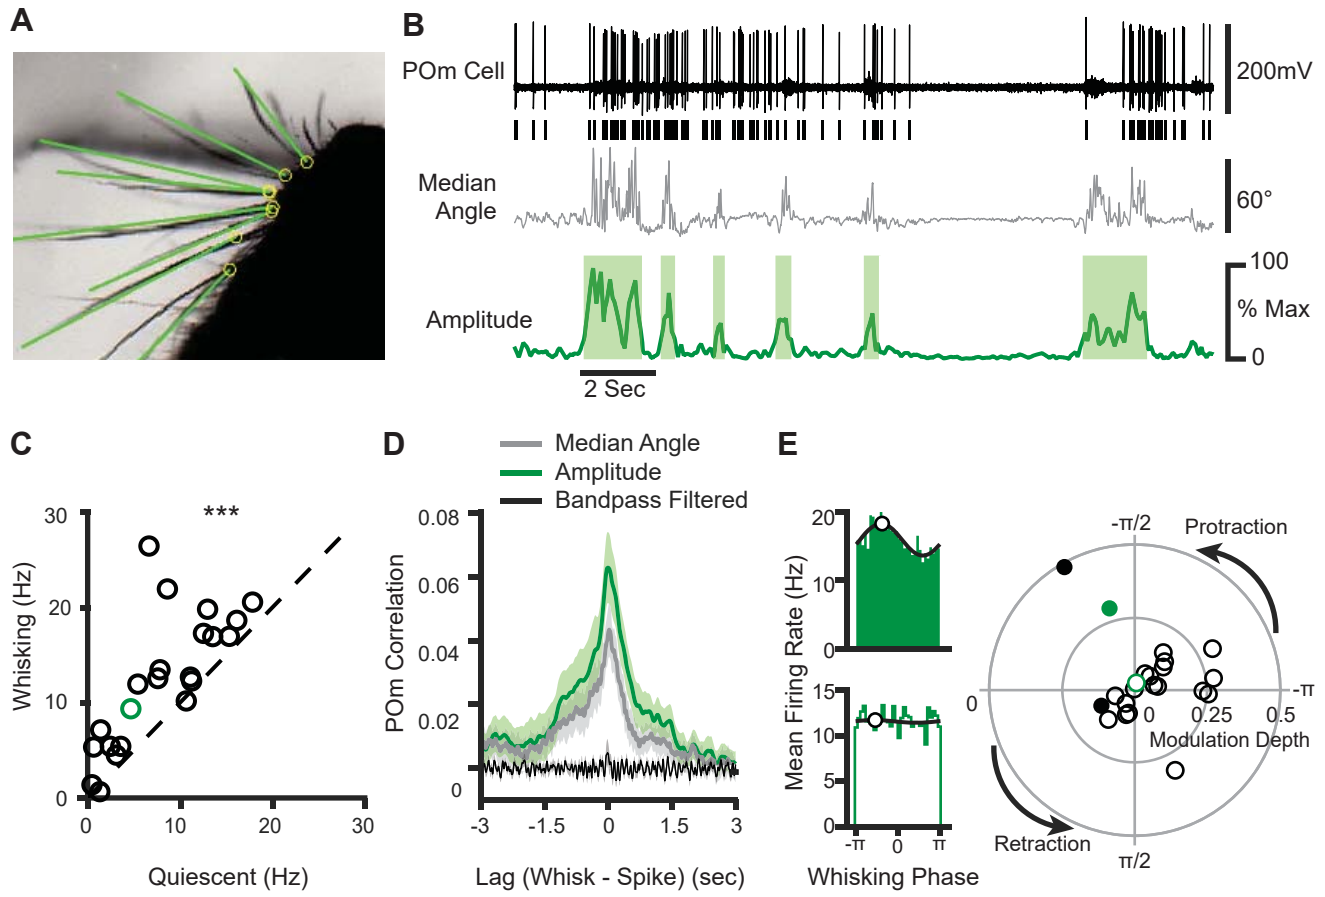 A
B
POm Cell
200mV
Median
Angle
60°
Amplitude
100
% Max
0
2 Sec
C
***
Whisking (Hz)
30
20
10
0
0
10
20
30
Quiescent (Hz)
D
Median Angle
Amplitude
Bandpass Filtered
POm Correlation
0.08
0.06
0.04
0.02
0
-3
-1.5
0
1.5
3
Lag (Whisk - Spike) (sec)
E
Mean Firing Rate (Hz)
20
10
0
15
10
5
0
-π
0
π
Whisking Phase
-π/2
Protraction
0
-π
0
0.25
0.5
Modulation Depth
Retraction
π/2